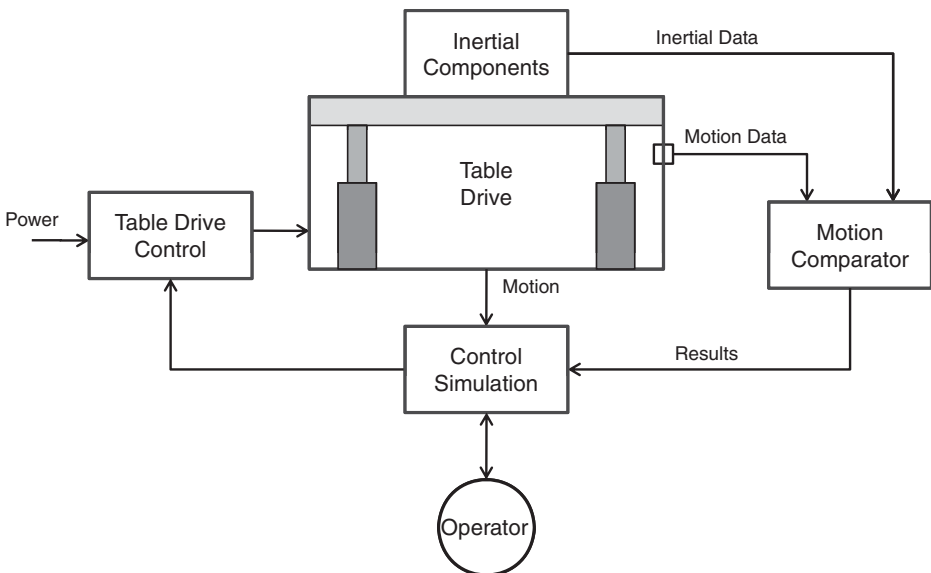 Inertial
Components
Inertial Data
Motion Data
Table
Drive
Power
Table Drive
Control
Motion
Comparator
Motion
Control
Simulation
Results
Operator